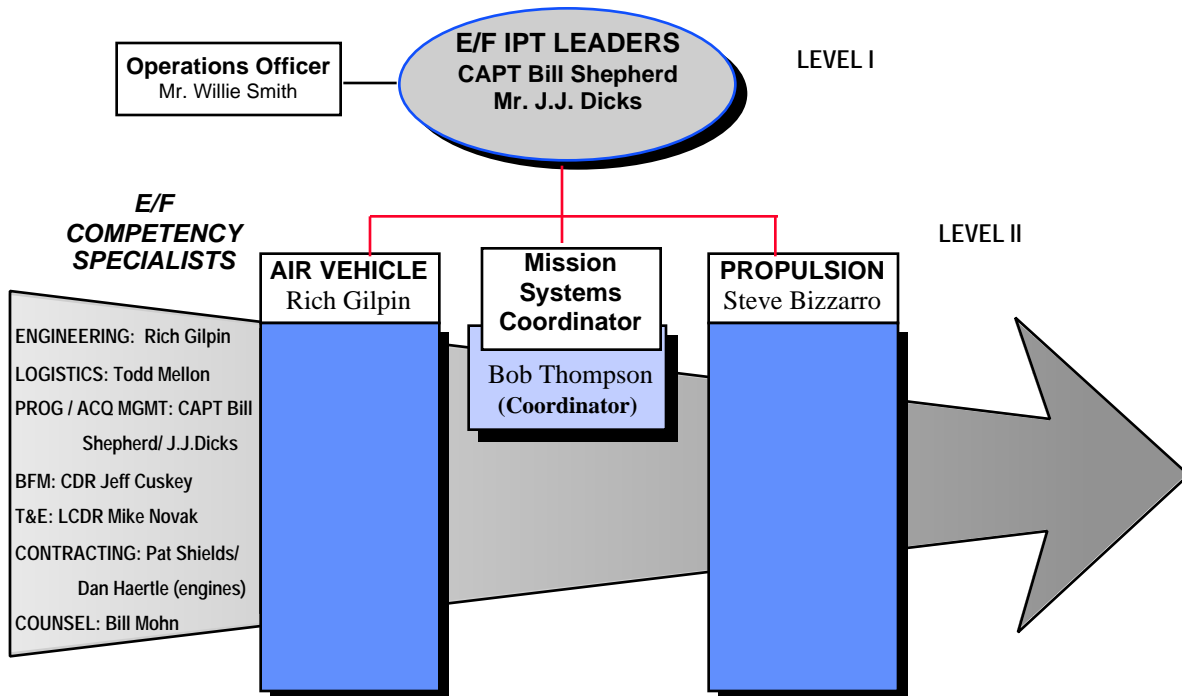 E/F IPT LEADERS
CAPT Bill Shepherd
Mr. J.J. Dicks
LEVEL I
Operations Officer
Mr. Willie Smith
E/F
COMPETENCY
SPECIALISTS
LEVEL II
AIR VEHICLE
Rich Gilpin
Mission
Systems
Coordinator
Bob Thompson
(Coordinator)
PROPULSION
Steve Bizzarro
ENGINEERING: Rich Gilpin
LOGISTICS: Todd Mellon
PROG / ACQ MGMT: CAPT Bill
Shepherd/ J.J.Dicks
BFM: CDR Jeff Cuskey
T&E: LCDR Mike Novak
CONTRACTING: Pat Shields/
Dan Haertle (engines)
COUNSEL: Bill Mohn